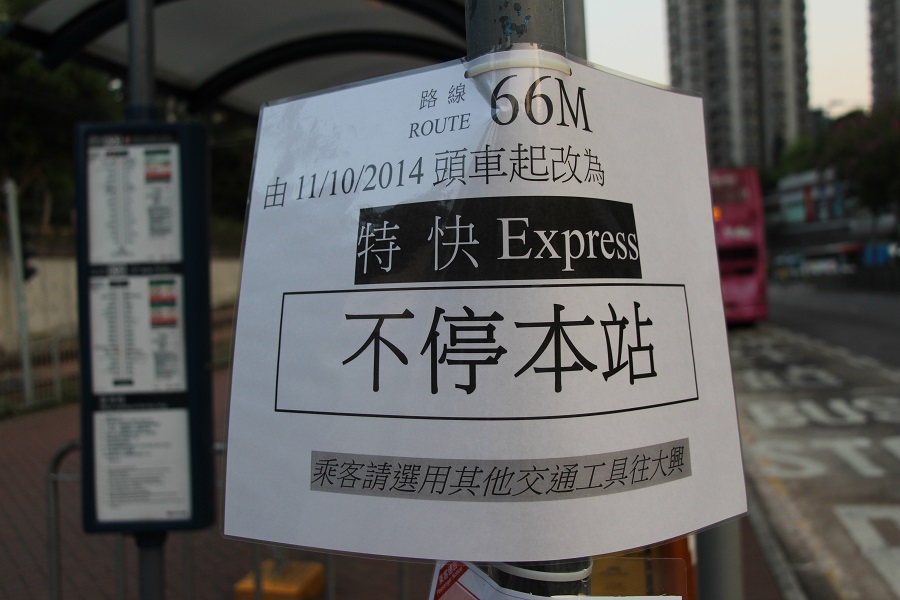 路線
ROUTE 66M
由 11/10/2014 頭車起改為
特快 Express
不停本站
乘客請選用其他交通工具往大興
BUS